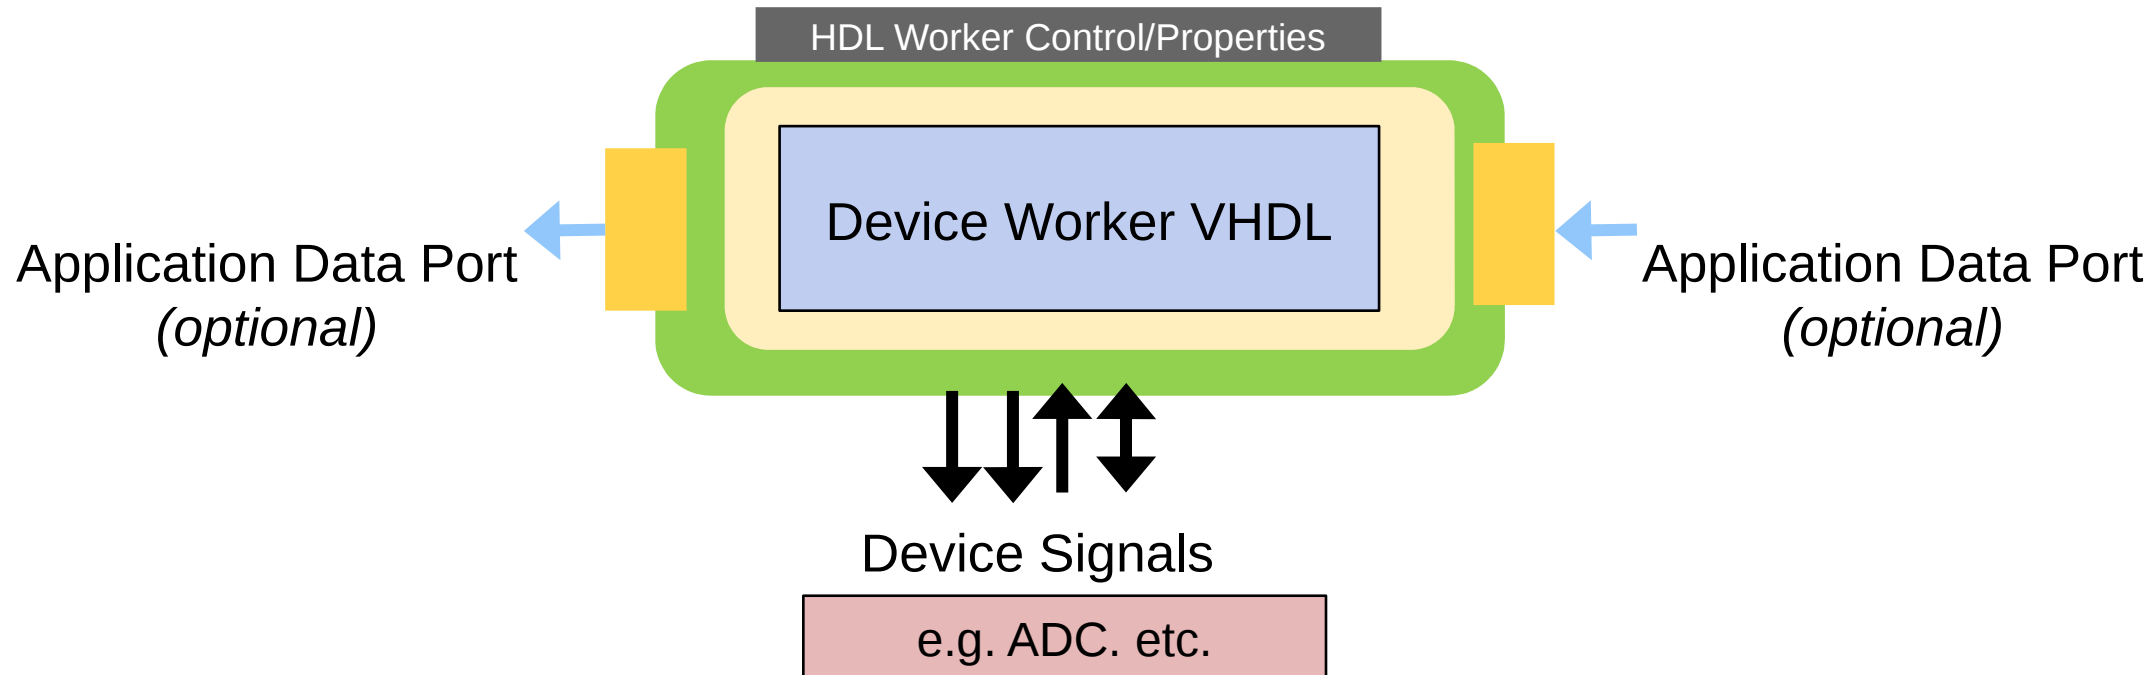 HDL Worker Control/Properties
Device Worker VHDL
Application Data Port
(optional)
Application Data Port
(optional)
Device Signals
e.g. ADC. etc.